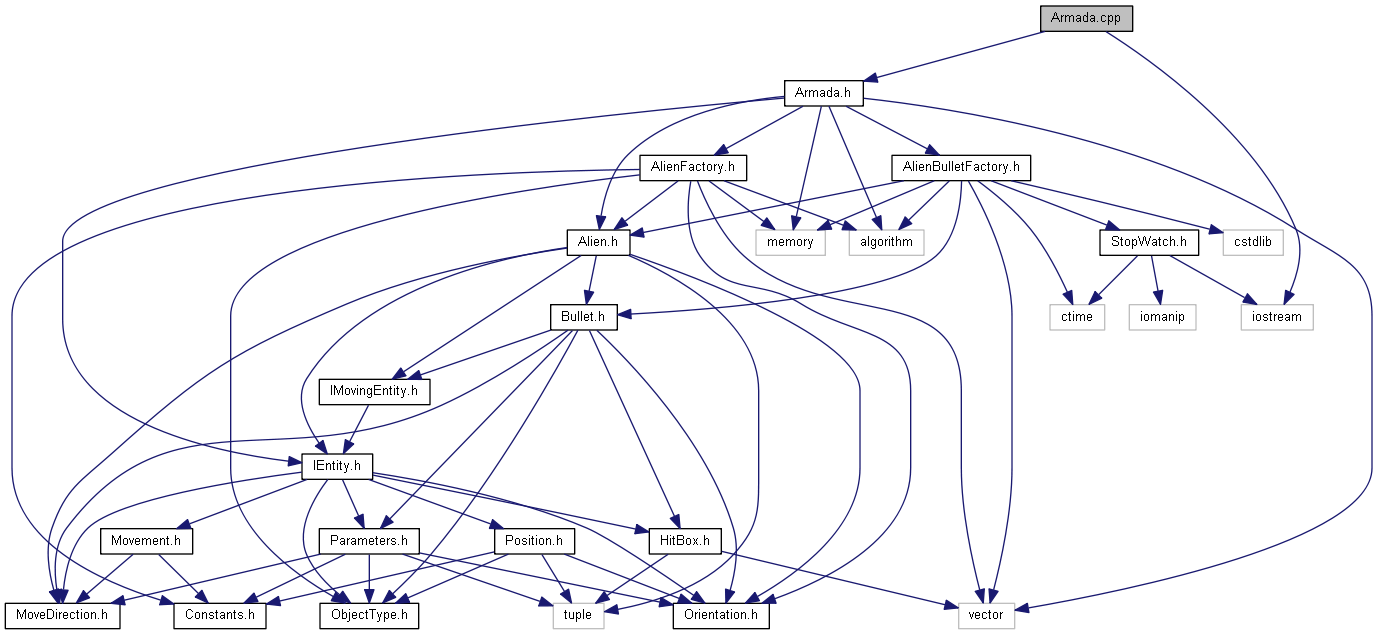 Armada.cpp
Armada.h
AlienFactory.h
AlienBulletFactory.h
Alien.h
memory
algorithm
StopWatch.h
cstdlib
Bullet.h
ctime
iomanip
iostream
IMovingEntity.h
IEntity.h
Movement.h
Parameters.h
Position.h
HitBox.h
MoveDirection.h
Constants.h
ObjectType.h
tuple
Orientation.h
vector